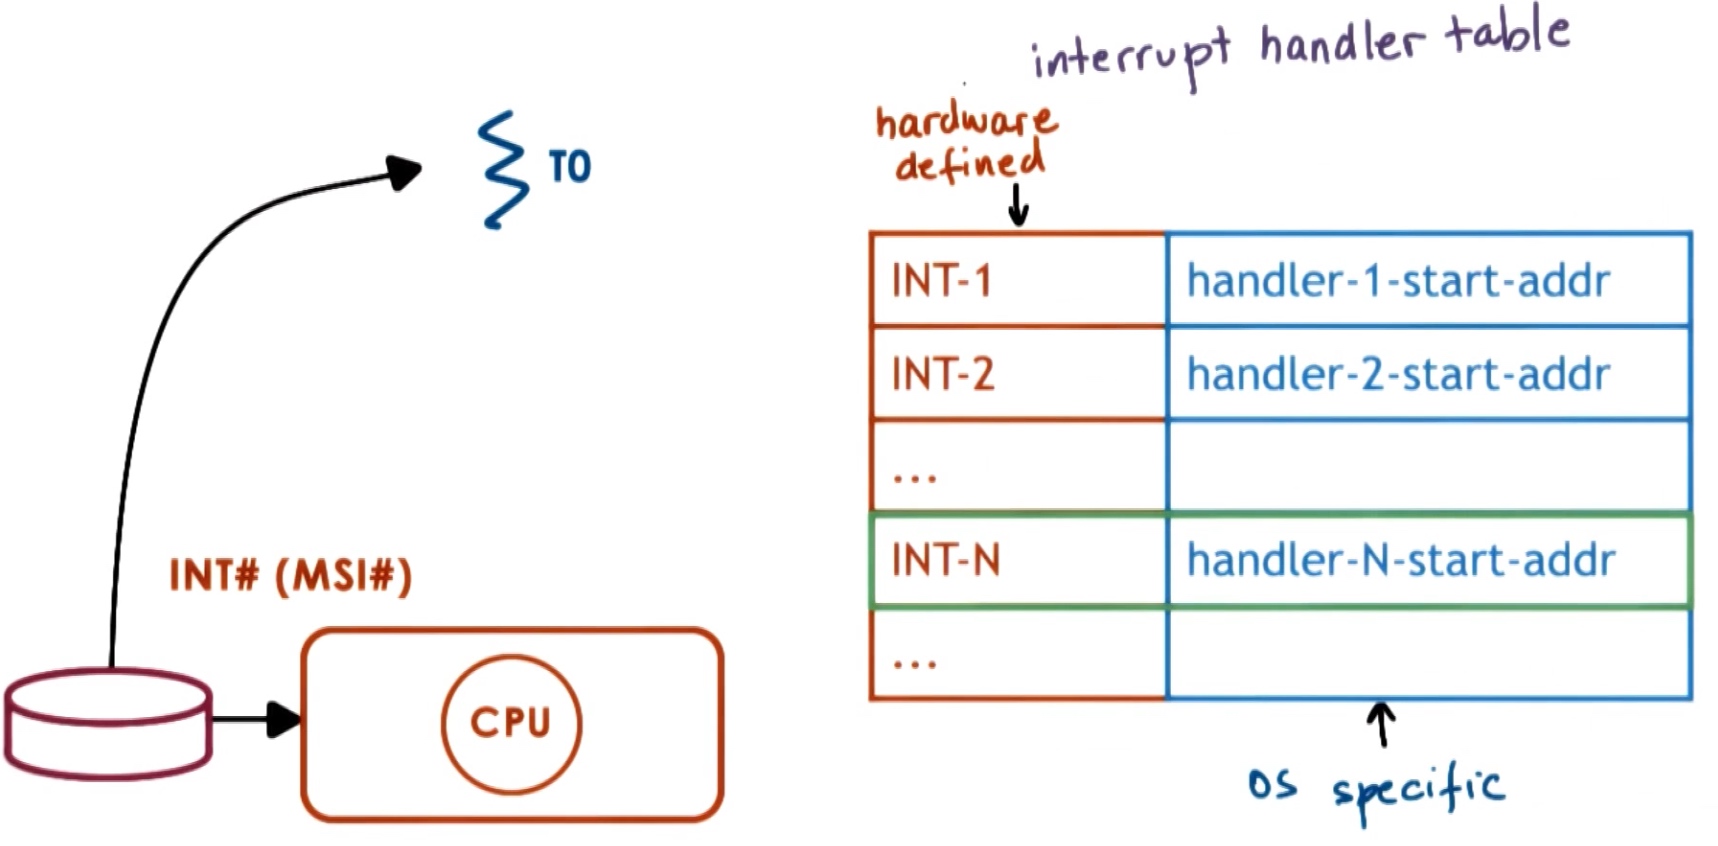 interrupt handler table
hardware
defined
T0
INT-1 handler-1-start-addr
INT-2 handler-2-start-addr
...
INT-N handler-N-start-addr
...
INT# (MSI#)
CPU
OS specific